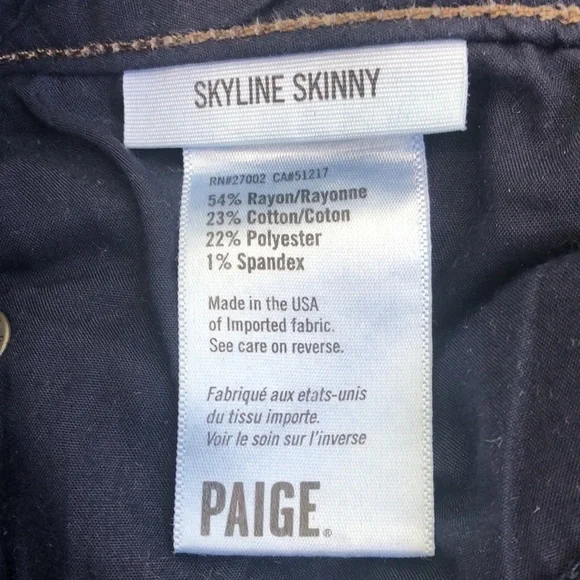 SKYLINE SKINNY
RN#27002 CA#51217
54% Rayon/Rayonne
23% Cotton/Coton
22% Polyester
1% Spandex
Made in the USA
of Imported fabric.
See care on reverse.
Fabriqué aux etats-unis
du tissu importe.
Voir le soin sur l'inverse
PAIGE®